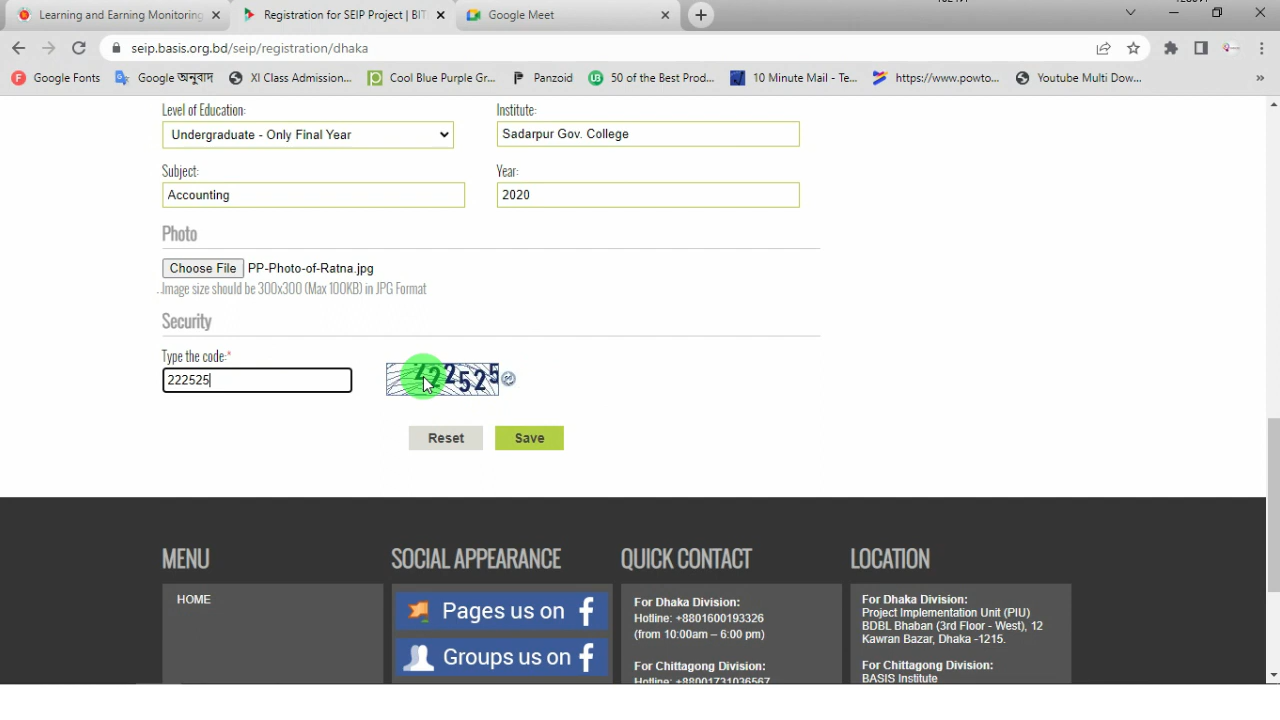 Learning and Earning Monitoring
Registration for SEIP Project | BIT
Google Meet
seip.basis.org.bd/seip/registration/dhaka
Google Fonts
Google অনুবাদ
XI Class Admission...
Cool Blue Purple Gr...
Panzoid
50 of the Best Prod...
10 Minute Mail - Te...
https://www.powto...
Youtube Multi Dow...
»
Level of Education:
Institute:
Undergraduate - Only Final Year
Sadarpur Gov. College
Subject:
Year:
Accounting
2020
Photo
Choose File PP-Photo-of-Ratna.jpg
..Image size should be 300x300 (Max 100KB) in JPG Format
Security
Type the code:*
222525
222525
Reset
Save
MENU
SOCIAL APPEARANCE
QUICK CONTACT
LOCATION
HOME
Pages us on f
Groups us on f
For Dhaka Division:
Hotline: +8801600193326
(from 10:00am – 6:00 pm)
For Chittagong Division:
Hotline: +88001731036567
For Dhaka Division:
Project Implementation Unit (PIU)
BDBL Bhaban (3rd Floor - West), 12
Kawran Bazar, Dhaka -1215.
For Chittagong Division:
BASIS Institute